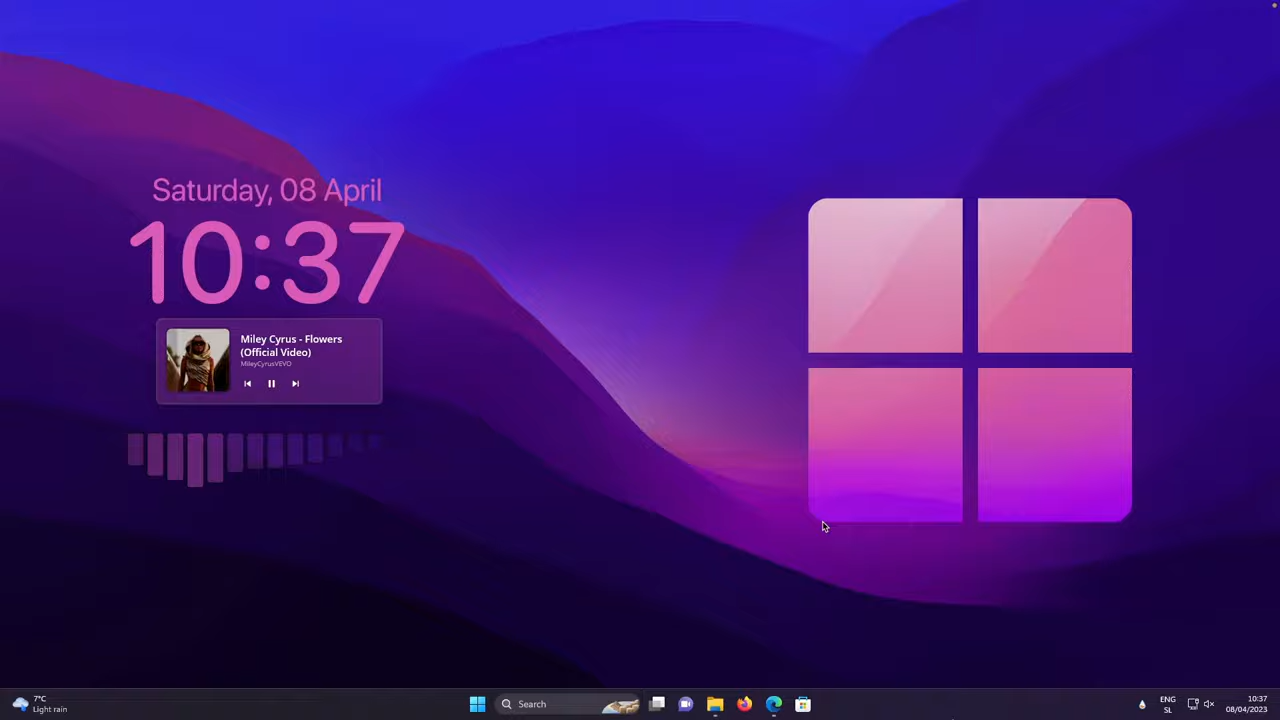 Saturday, 08 April
10:37
Miley Cyrus - Flowers
(Official Video)
MileyCyrusVEVO
7°C
Light rain
Search
ENG
SL
10:37
08/04/2023